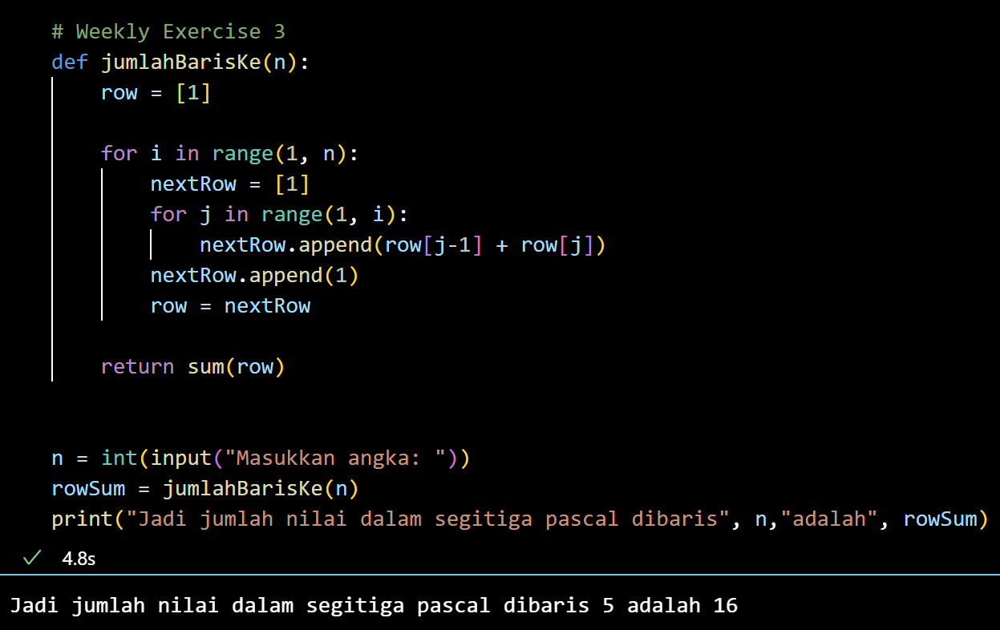 # Weekly Exercise 3
def jumlahBarisKe(n):
    row = [1]

    for i in range(1, n):
        nextRow = [1]
        for j in range(1, i):
            nextRow.append(row[j-1] + row[j])
        nextRow.append(1)
        row = nextRow

    return sum(row)


n = int(input("Masukkan angka: "))
rowSum = jumlahBarisKe(n)
print("Jadi jumlah nilai dalam segitiga pascal dibaris", n,"adalah", rowSum)
4.8s
Jadi jumlah nilai dalam segitiga pascal dibaris 5 adalah 16